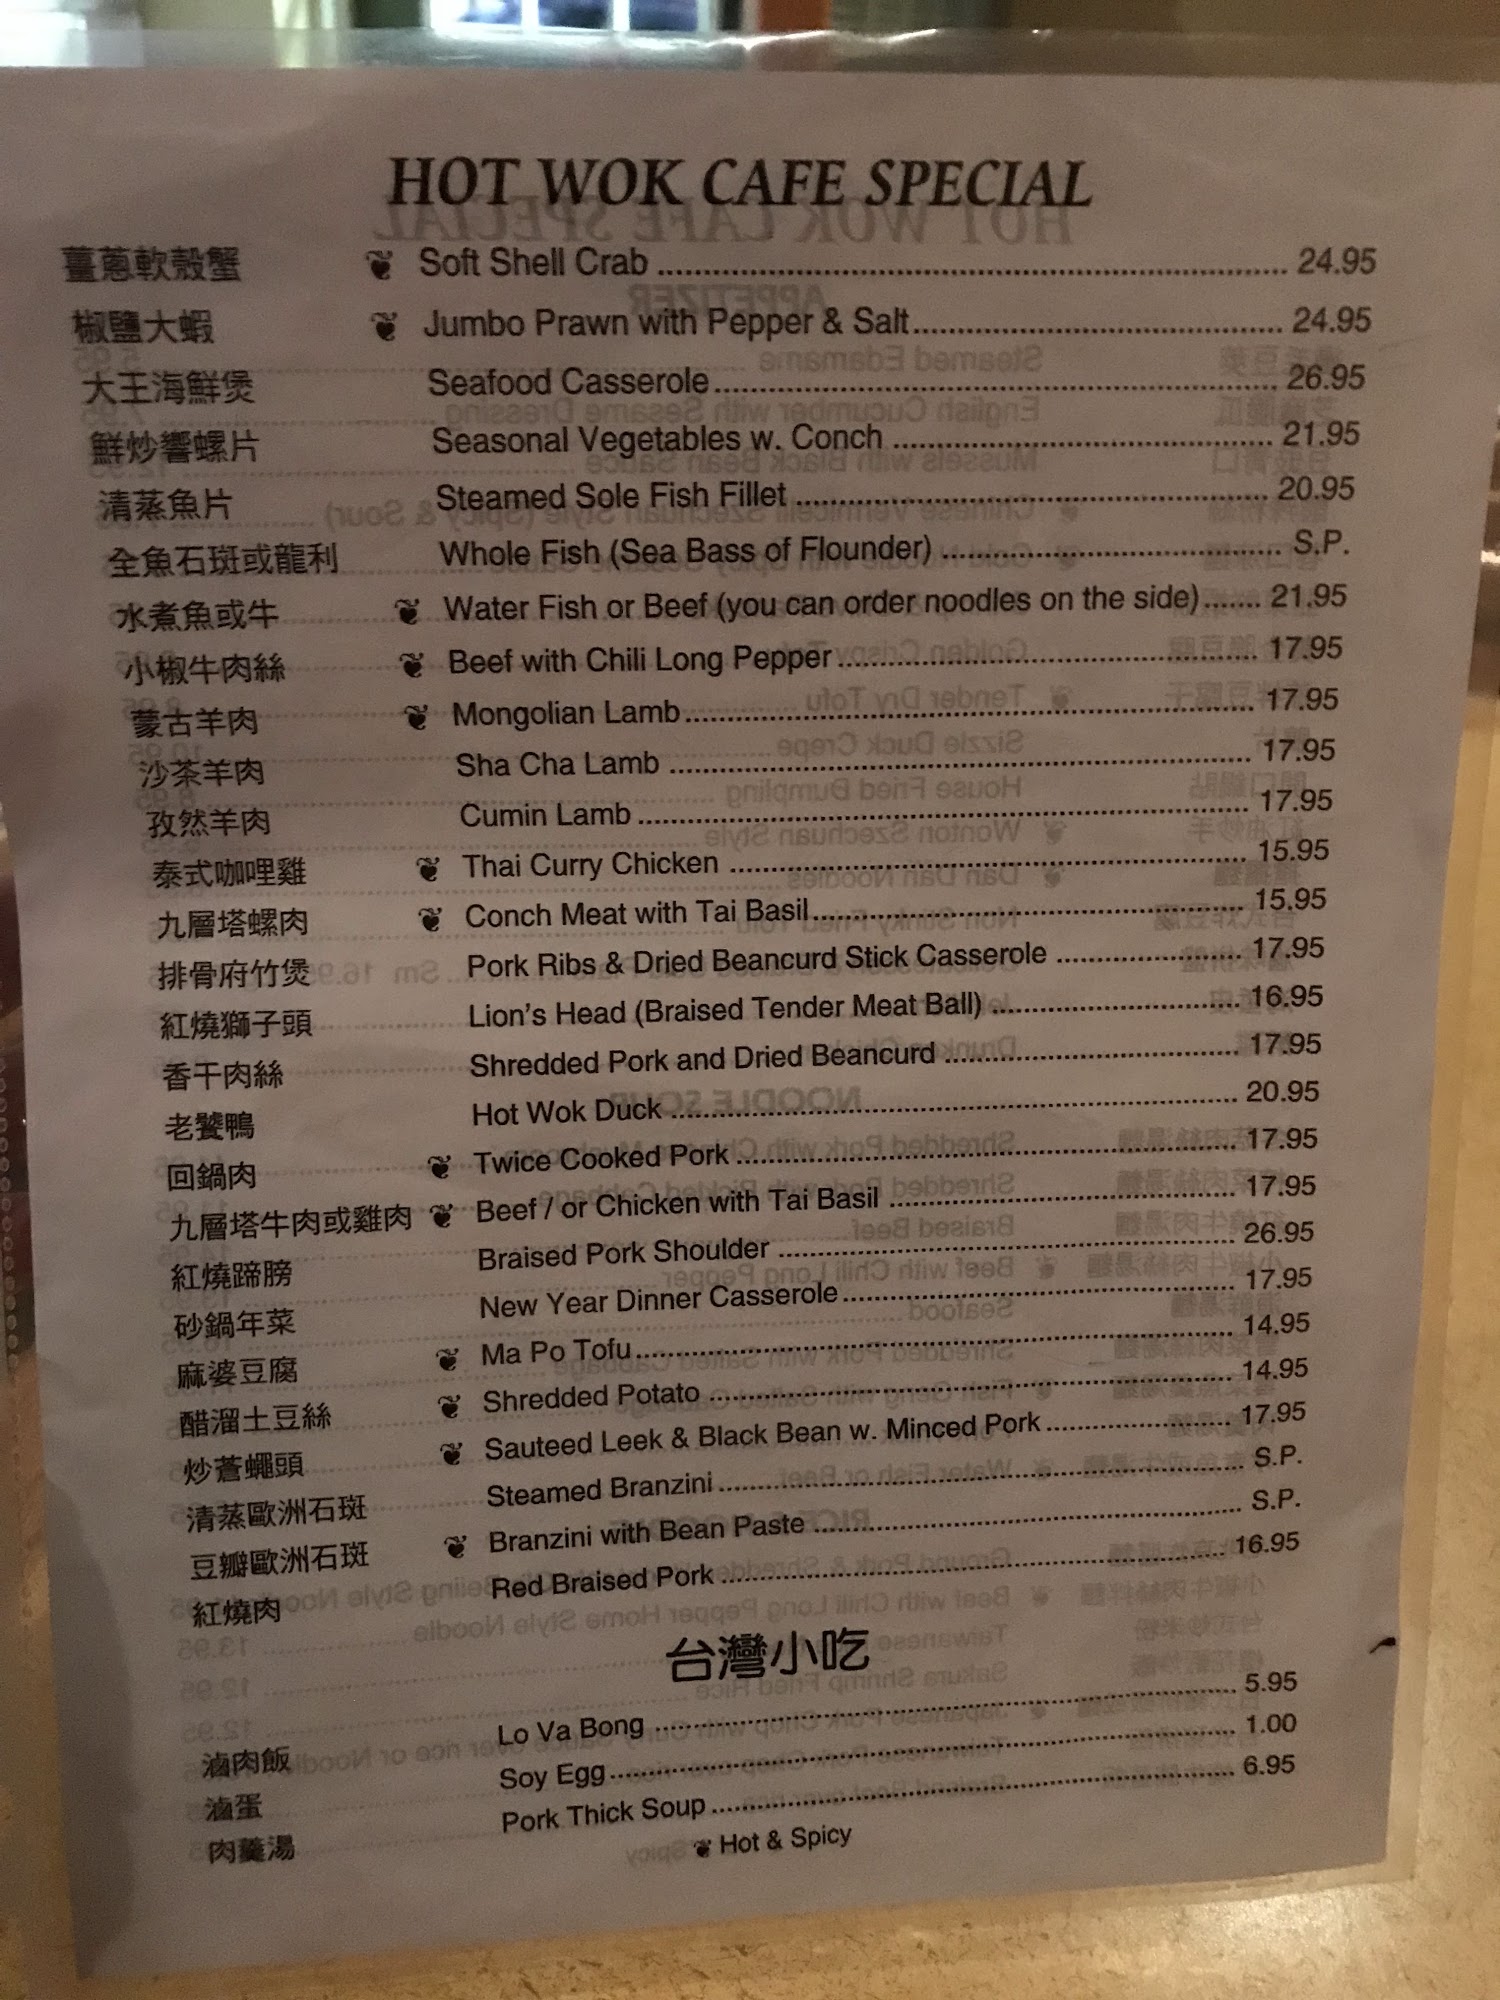 HOT WOK CAFE SPECIAL
薑蔥軟殼蟹 Soft Shell Crab 24.95
椒鹽大蝦 Jumbo Prawn with Pepper & Salt 24.95
大王海鮮煲 Seafood Casserole 26.95
鮮炒響螺片 Seasonal Vegetables w. Conch 21.95
清蒸魚片 Steamed Sole Fish Fillet 20.95
全魚石斑或龍利 Whole Fish (Sea Bass of Flounder) S.P.
水煮魚或牛 Water Fish or Beef (you can order noodles on the side) 21.95
小椒牛肉絲 Beef with Chili Long Pepper 17.95
蒙古羊肉 Mongolian Lamb 17.95
沙茶羊肉 Sha Cha Lamb 17.95
孜然羊肉 Cumin Lamb 17.95
泰式咖哩雞 Thai Curry Chicken 15.95
九層塔螺肉 Conch Meat with Tai Basil 15.95
排骨府竹煲 Pork Ribs & Dried Beancurd Stick Casserole 17.95
紅燒獅子頭 Lion's Head (Braised Tender Meat Ball) 16.95
香干肉絲 Shredded Pork and Dried Beancurd 17.95
老饕鴨 Hot Wok Duck 20.95
回鍋肉 Twice Cooked Pork 17.95
九層塔牛肉或雞肉 Beef / or Chicken with Tai Basil 17.95
紅燒蹄膀 Braised Pork Shoulder 26.95
砂鍋年菜 New Year Dinner Casserole 17.95
麻婆豆腐 Ma Po Tofu 14.95
醋溜土豆絲 Shredded Potato 14.95
炒蒼蠅頭 Sauteed Leek & Black Bean w. Minced Pork 17.95
清蒸歐洲石斑 Steamed Branzini S.P.
豆瓣歐洲石斑 Branzini with Bean Paste S.P.
紅燒肉 Red Braised Pork 16.95
台灣小吃
滷肉飯 Lo Va Bong 5.95
滷蛋 Soy Egg 1.00
肉羹湯 Pork Thick Soup 6.95
Hot & Spicy